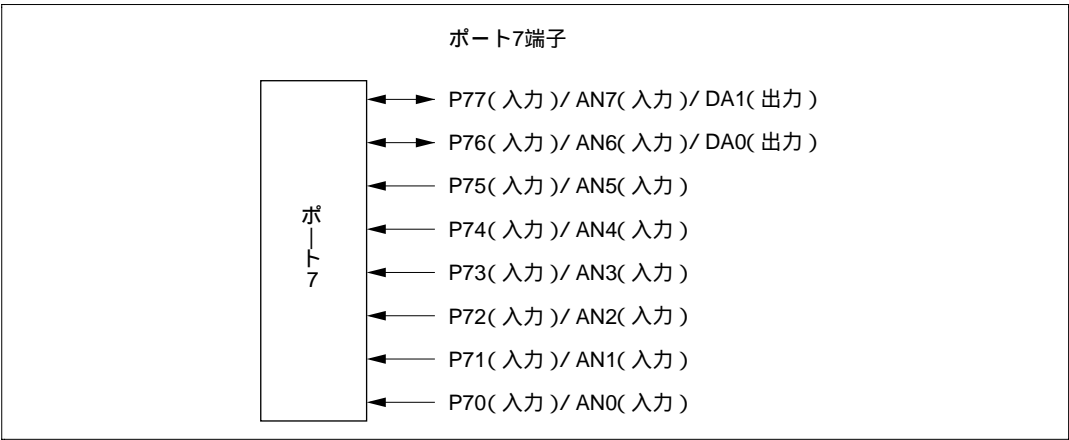 ポート7端子
P77(入力)/AN7(入力)/DA1(出力)
P76(入力)/AN6(入力)/DA0(出力)
P75(入力)/AN5(入力)
P74(入力)/AN4(入力)
ポート7
P73(入力)/AN3(入力)
P72(入力)/AN2(入力)
P71(入力)/AN1(入力)
P70(入力)/AN0(入力)